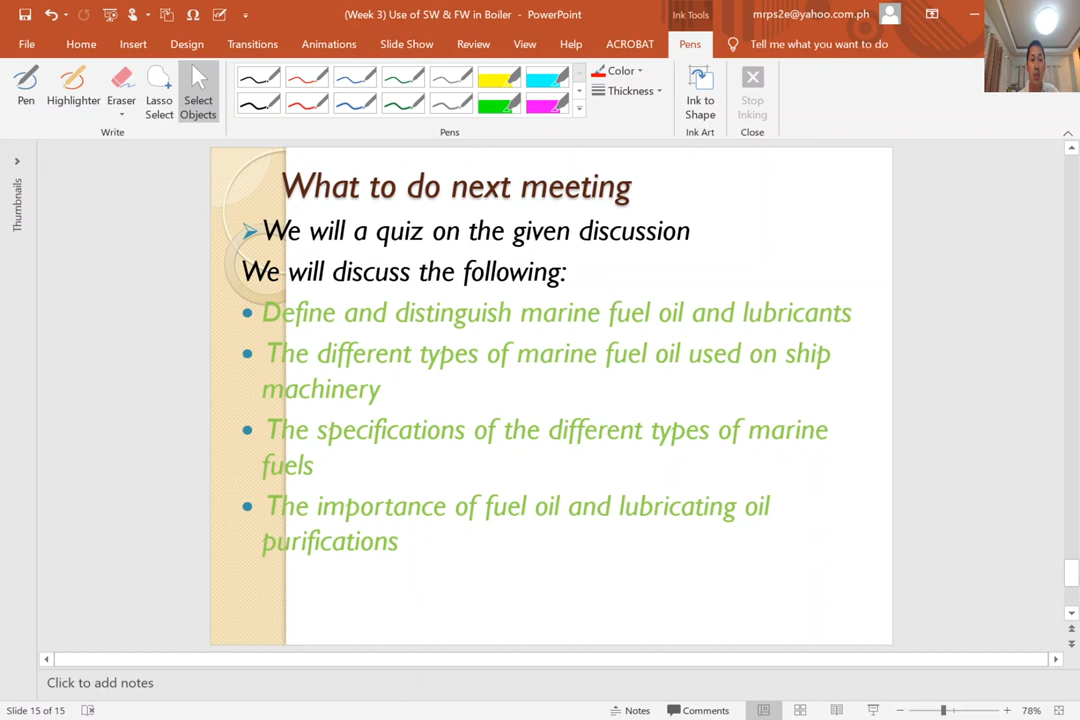 (Week 3) Use of SW & FW in Boiler - PowerPoint
Ink Tools
mrps2e@yahoo.com.ph
File Home Insert Design Transitions Animations Slide Show Review View Help ACROBAT Pens Tell me what you want to do
Pen
Highlighter
Eraser
Lasso
Select
Select
Objects
Color
Thickness
Ink to
Shape
Stop
Inking
Write
Pens
Ink Art
Close
Thumbnails
What to do next meeting
We will a quiz on the given discussion
We will discuss the following:
Define and distinguish marine fuel oil and lubricants
The different types of marine fuel oil used on ship
machinery
The specifications of the different types of marine
fuels
The importance of fuel oil and lubricating oil
purifications
Click to add notes
Slide 15 of 15
Notes
Comments
78%